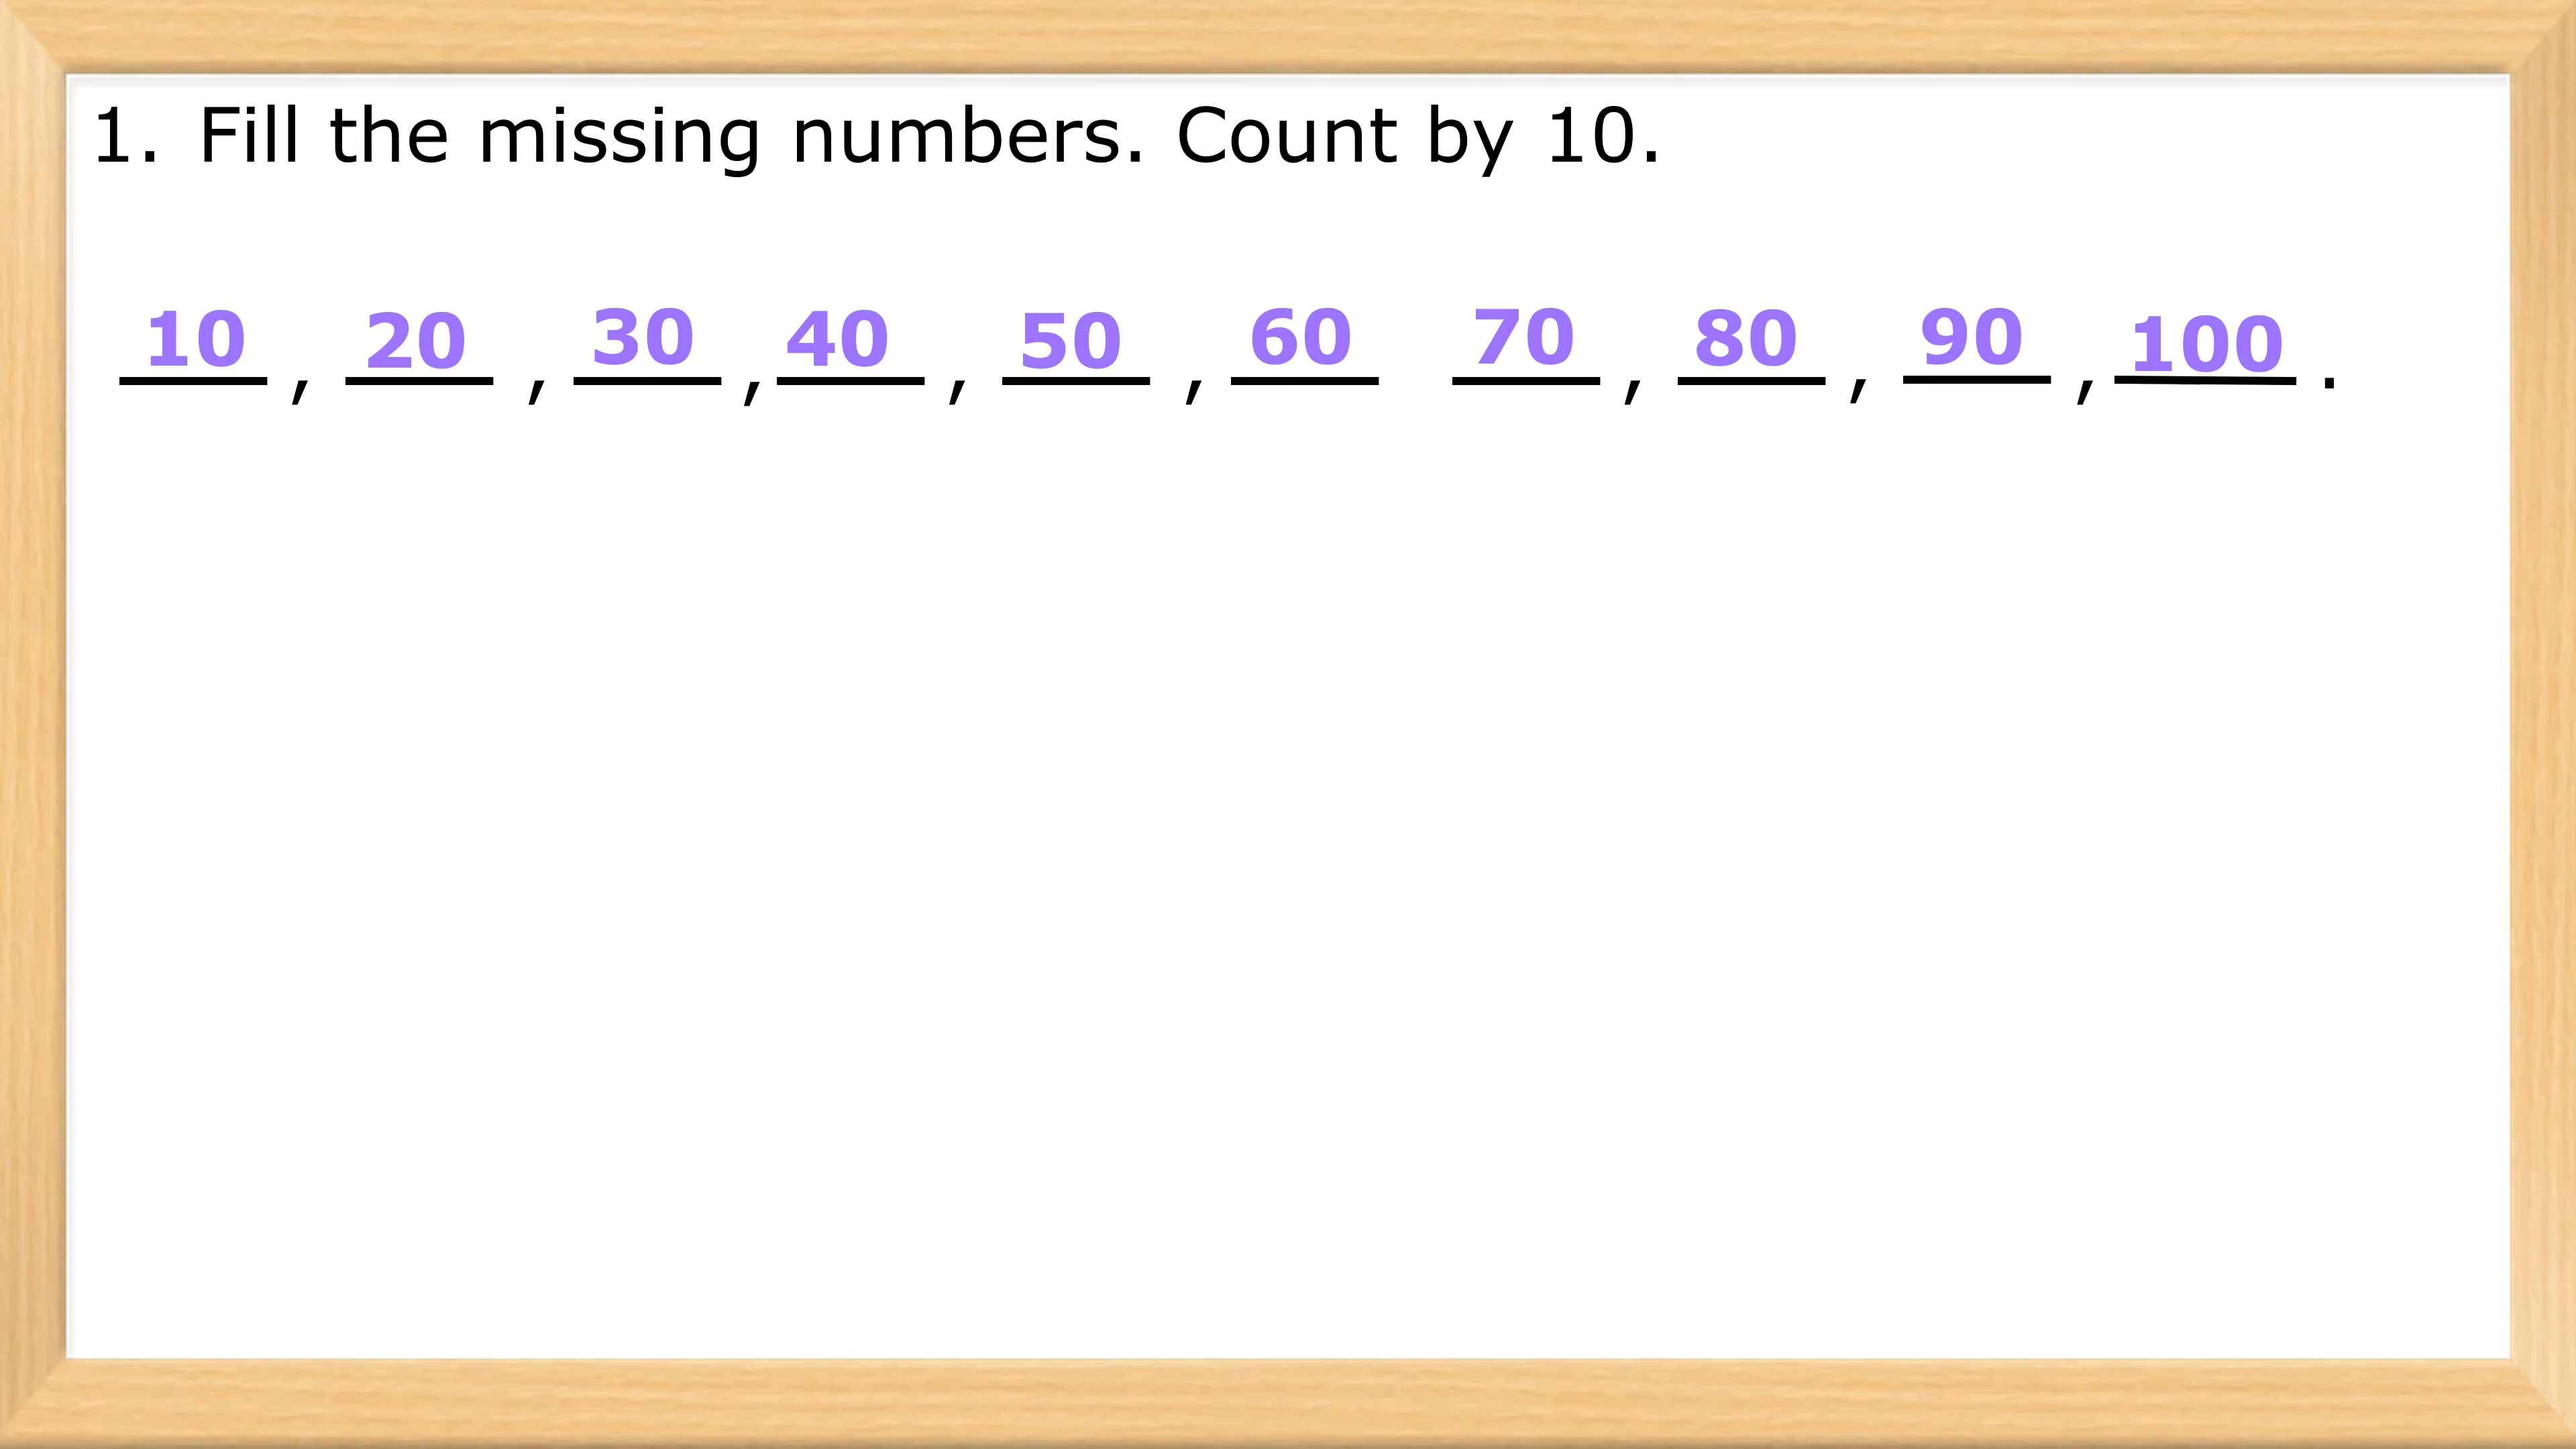 1. Fill the missing numbers. Count by 10.
10 , 20 , 30 , 40 , 50 , 60 70 , 80 , 90 , 100 .